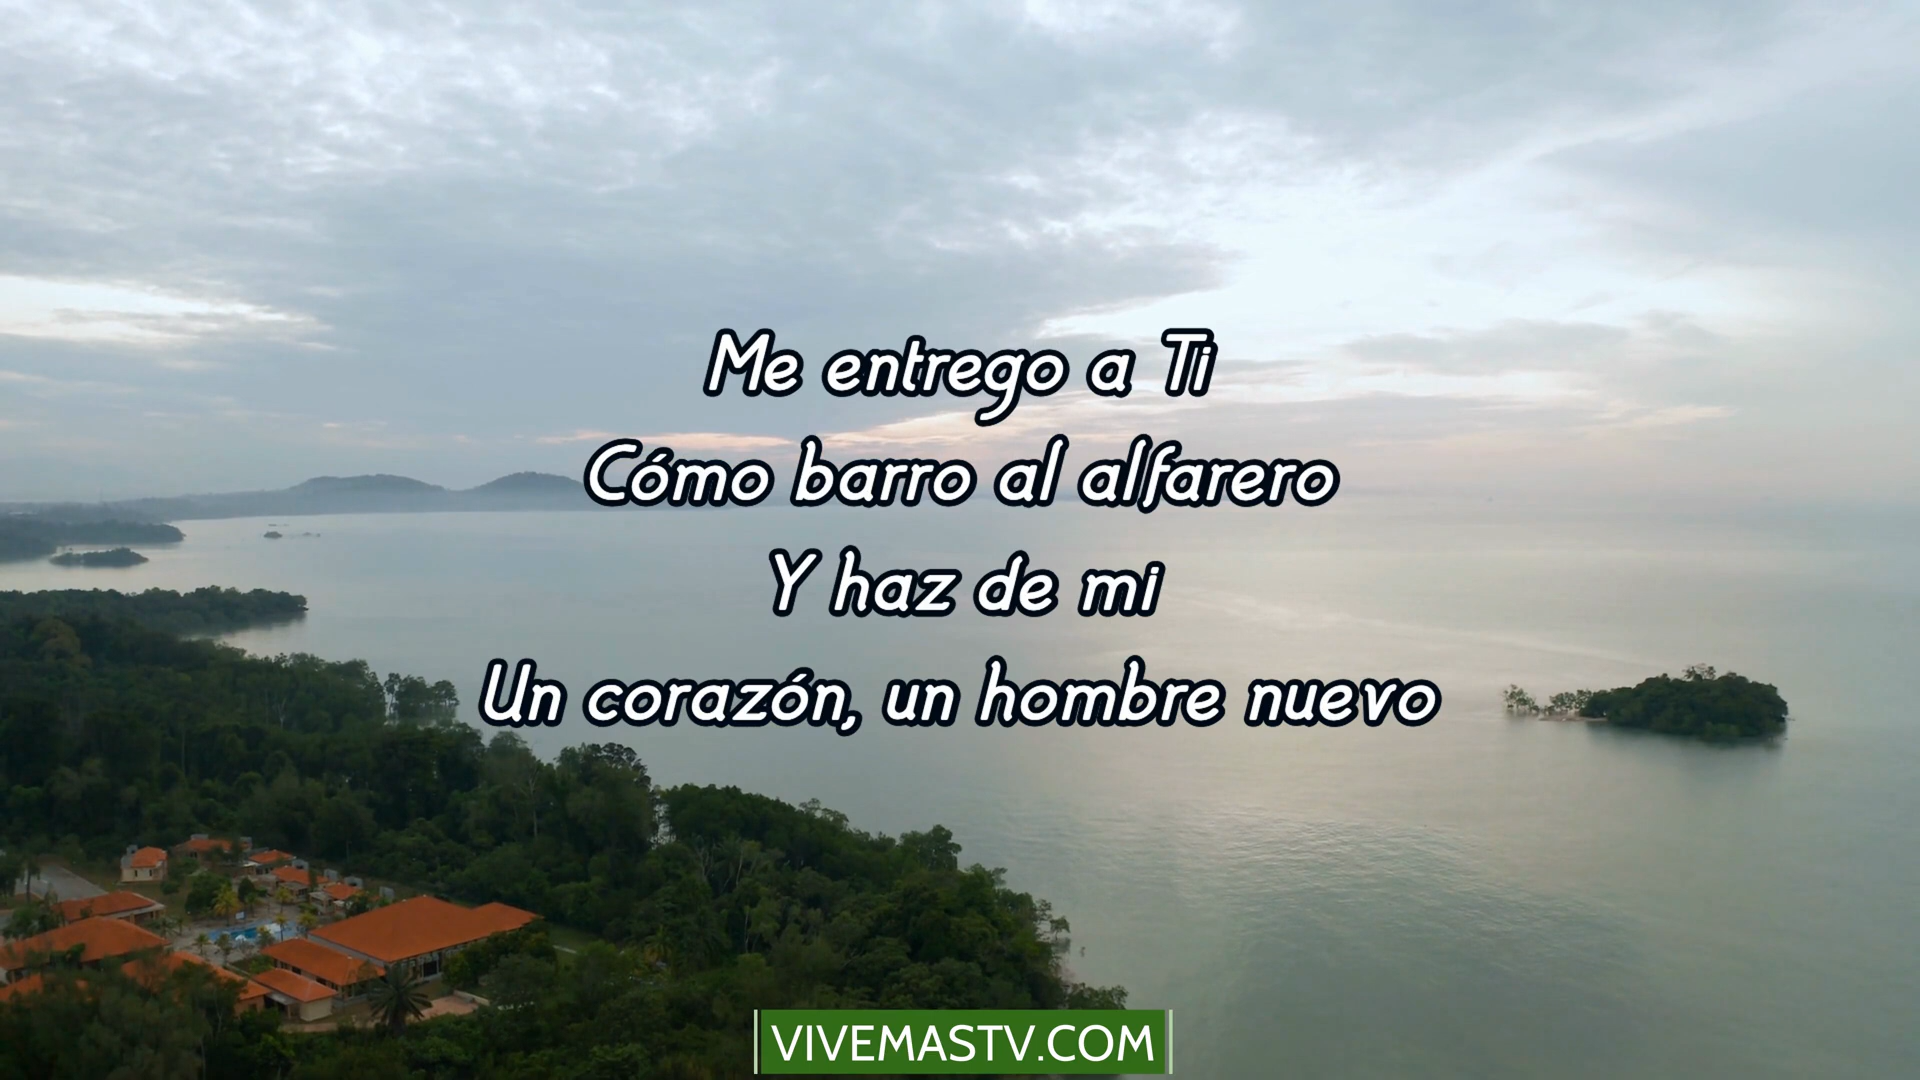 Me entrego a Ti
Cómo barro al alfarero
Y haz de mi
Un corazón, un hombre nuevo
VIVEMASTV.COM